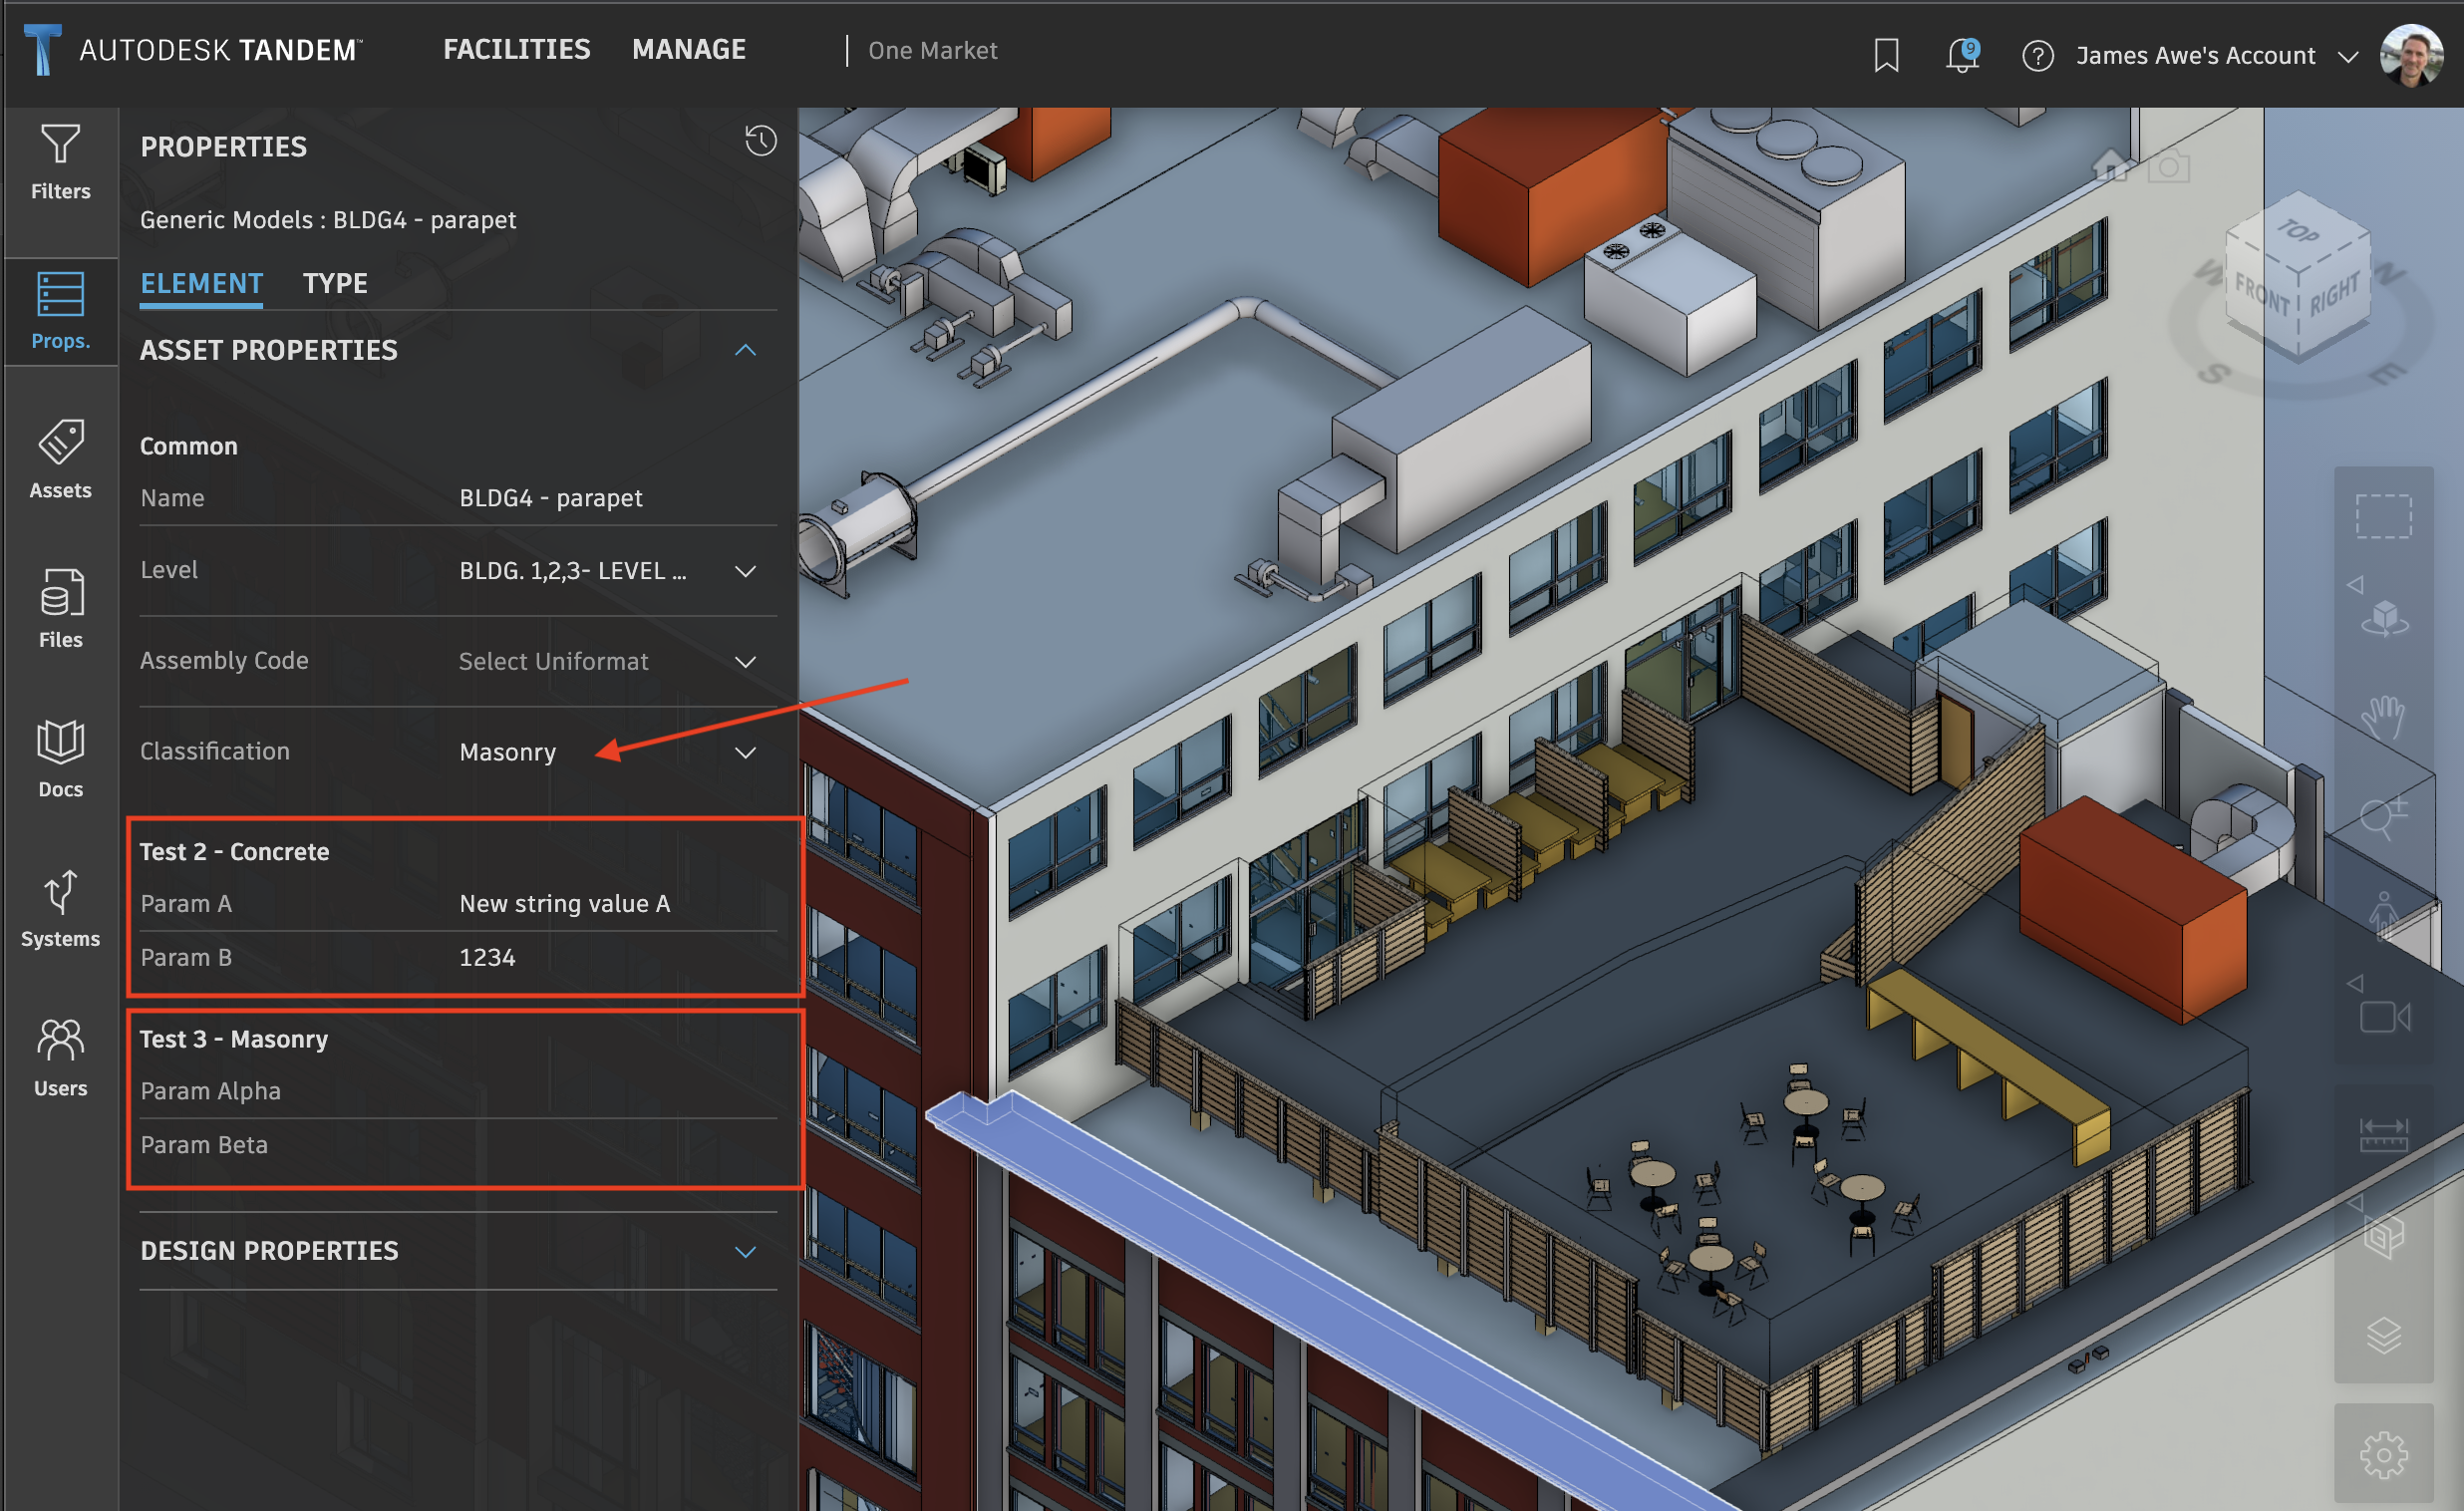 AUTODESK TANDEM™
FACILITIES
MANAGE
One Market
9
?
James Awe's Account
Filters
Props.
Assets
Files
Docs
Systems
Users
PROPERTIES
Generic Models : BLDG4 - parapet
ELEMENT
TYPE
ASSET PROPERTIES
Common
Name BLDG4 - parapet
Level BLDG. 1,2,3- LEVEL ...
Assembly Code Select Uniformat
Classification Masonry
Test 2 - Concrete
Param A New string value A
Param B 1234
Test 3 - Masonry
Param Alpha
Param Beta
DESIGN PROPERTIES
TOP
FRONT
RIGHT
W
N
S
E